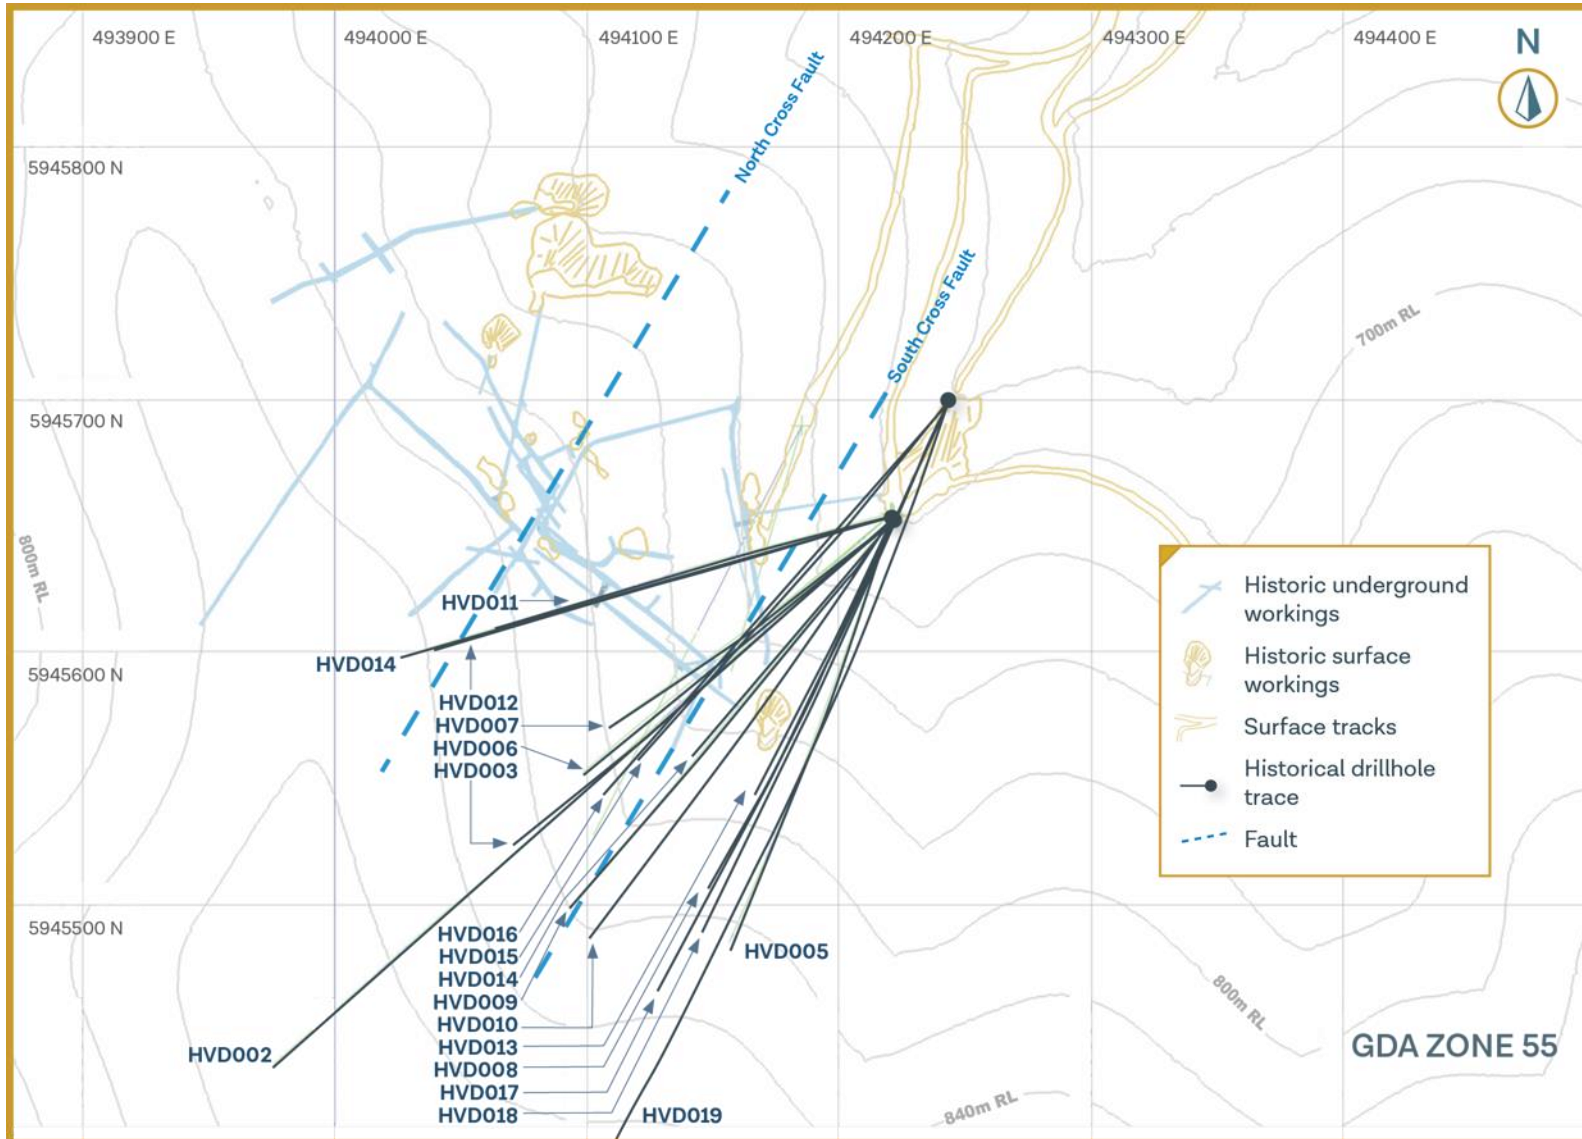 493900 E
494000 E
494100 E
494200 E
494300 E
494400 E
N
North Cross Fault
5945800 N
South Cross Fault
700m RL
5945700 N
800m RL
HVD011
HVD014
5945600 N
HVD012
HVD007
HVD006
HVD003
Historic underground
workings
Historic surface
workings
Surface tracks
Historical drillhole
trace
Fault
5945500 N
HVD016
HVD015
HVD014
HVD009
HVD010
HVD013
HVD008
HVD017
HVD018
HVD005
HVD002
HVD019
800m RL
840m RL
GDA ZONE 55